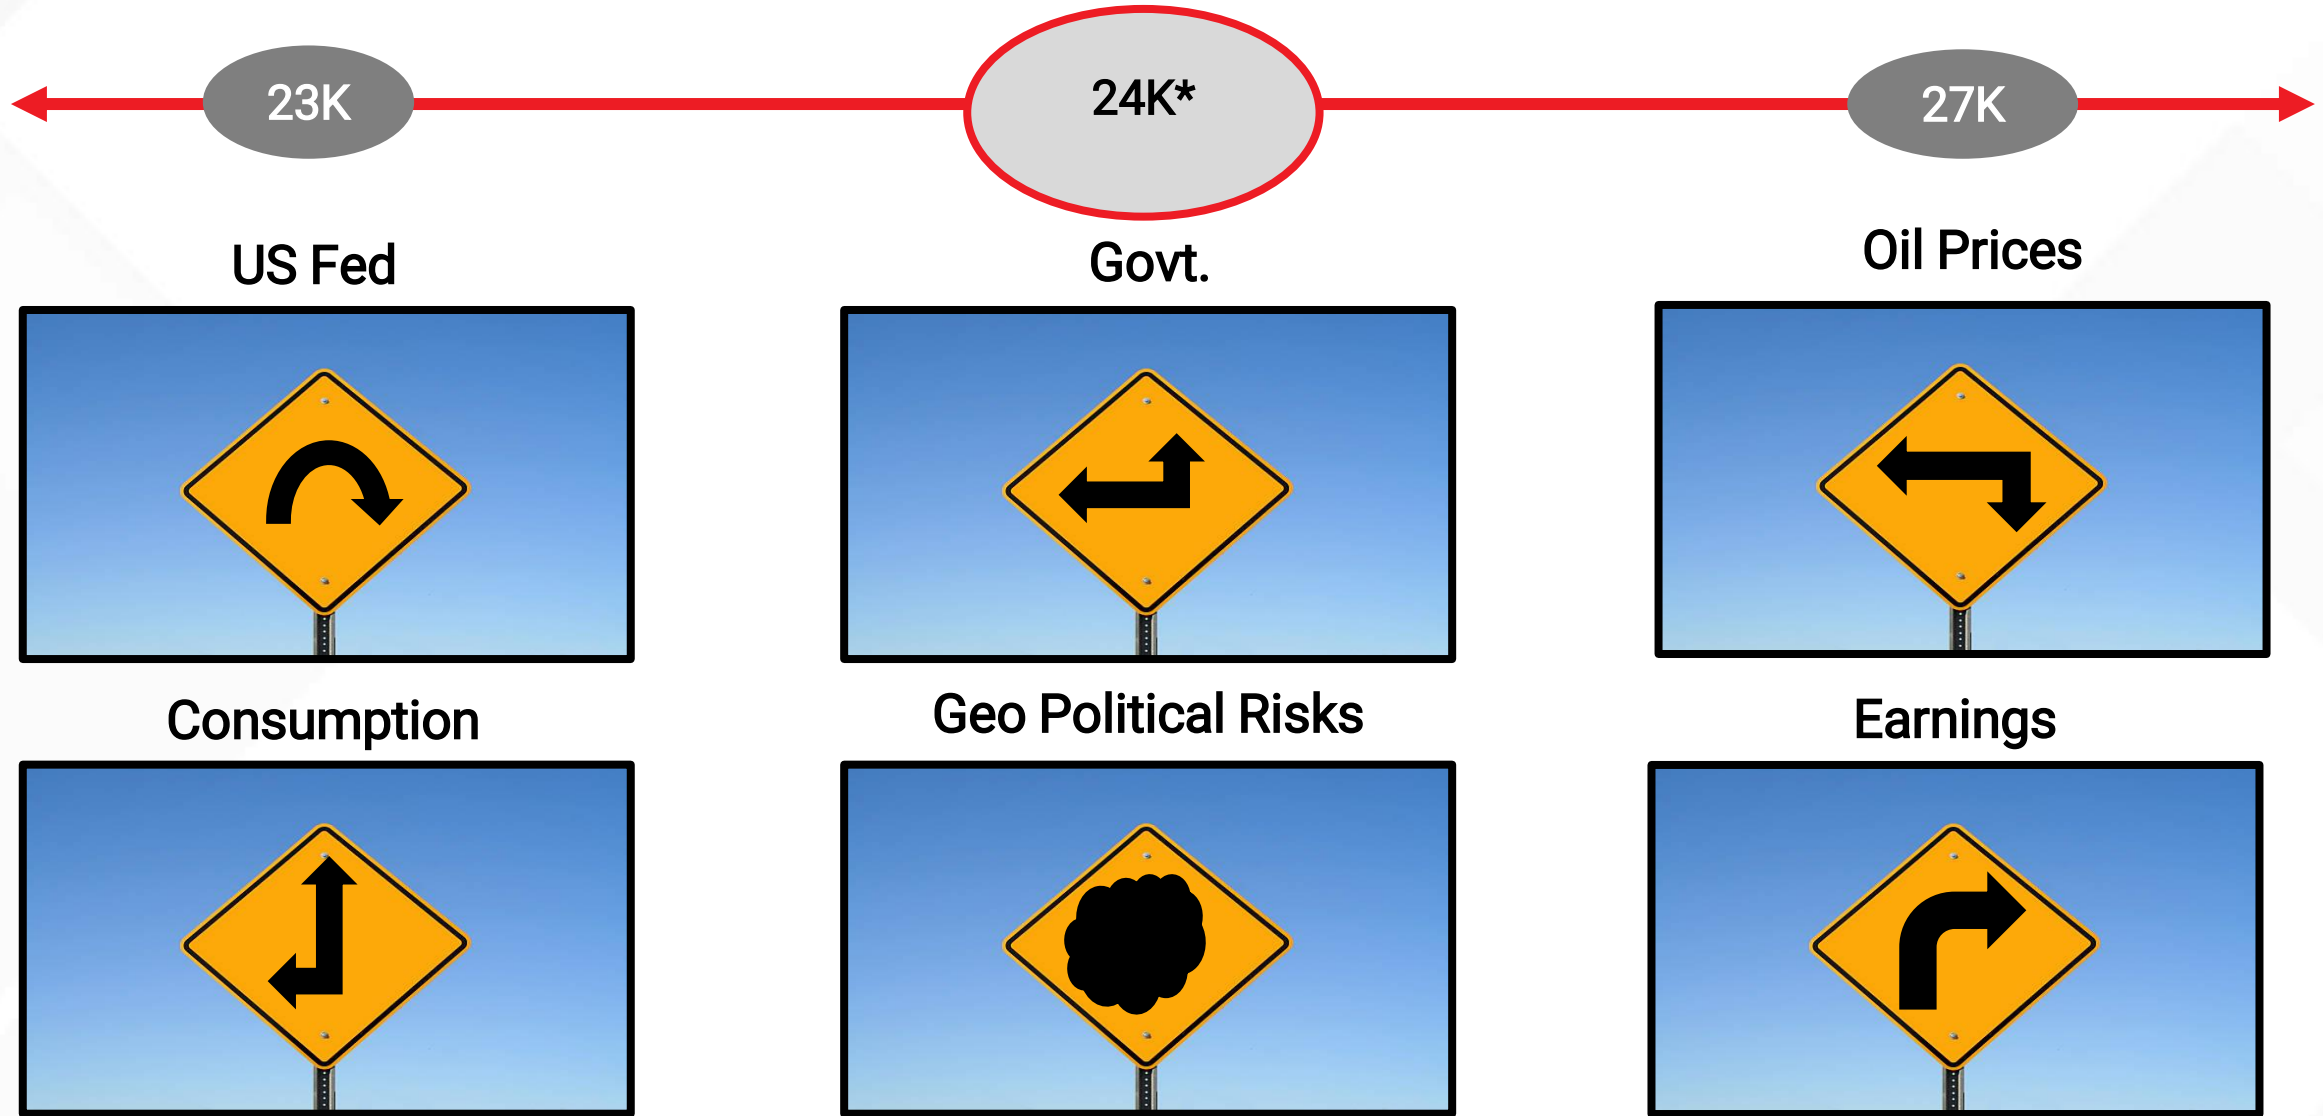 23K
24K*
27K
US Fed
Govt.
Oil Prices
Consumption
Geo Political Risks
Earnings